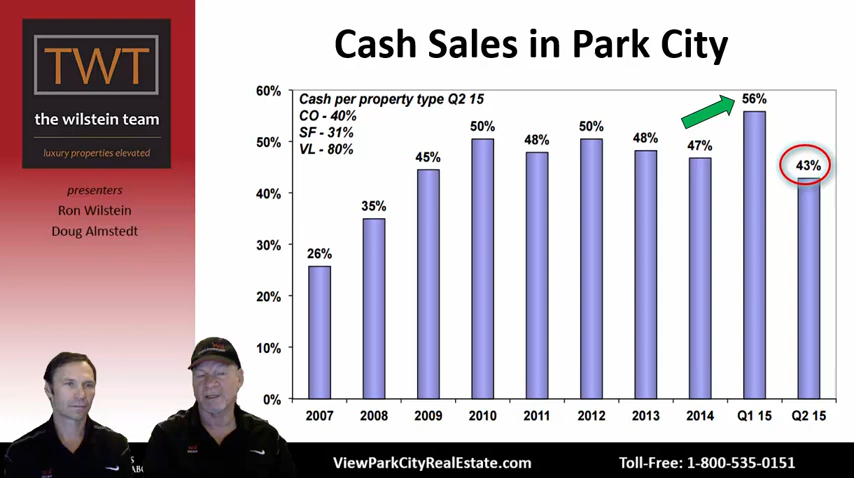 TWT
the wilstein team
luxury properties elevated
presenters
Ron Wilstein
Doug Almstedt
Cash Sales in Park City
Cash per property type Q2 15
CO - 40%
SF - 31%
VL - 80%
60%
50%
40%
30%
20%
10%
0%
26%
35%
45%
50%
48%
50%
48%
47%
56%
43%
2007
2008
2009
2010
2011
2012
2013
2014
Q1 15
Q2 15
ViewParkCityRealEstate.com
Toll-Free: 1-800-535-0151